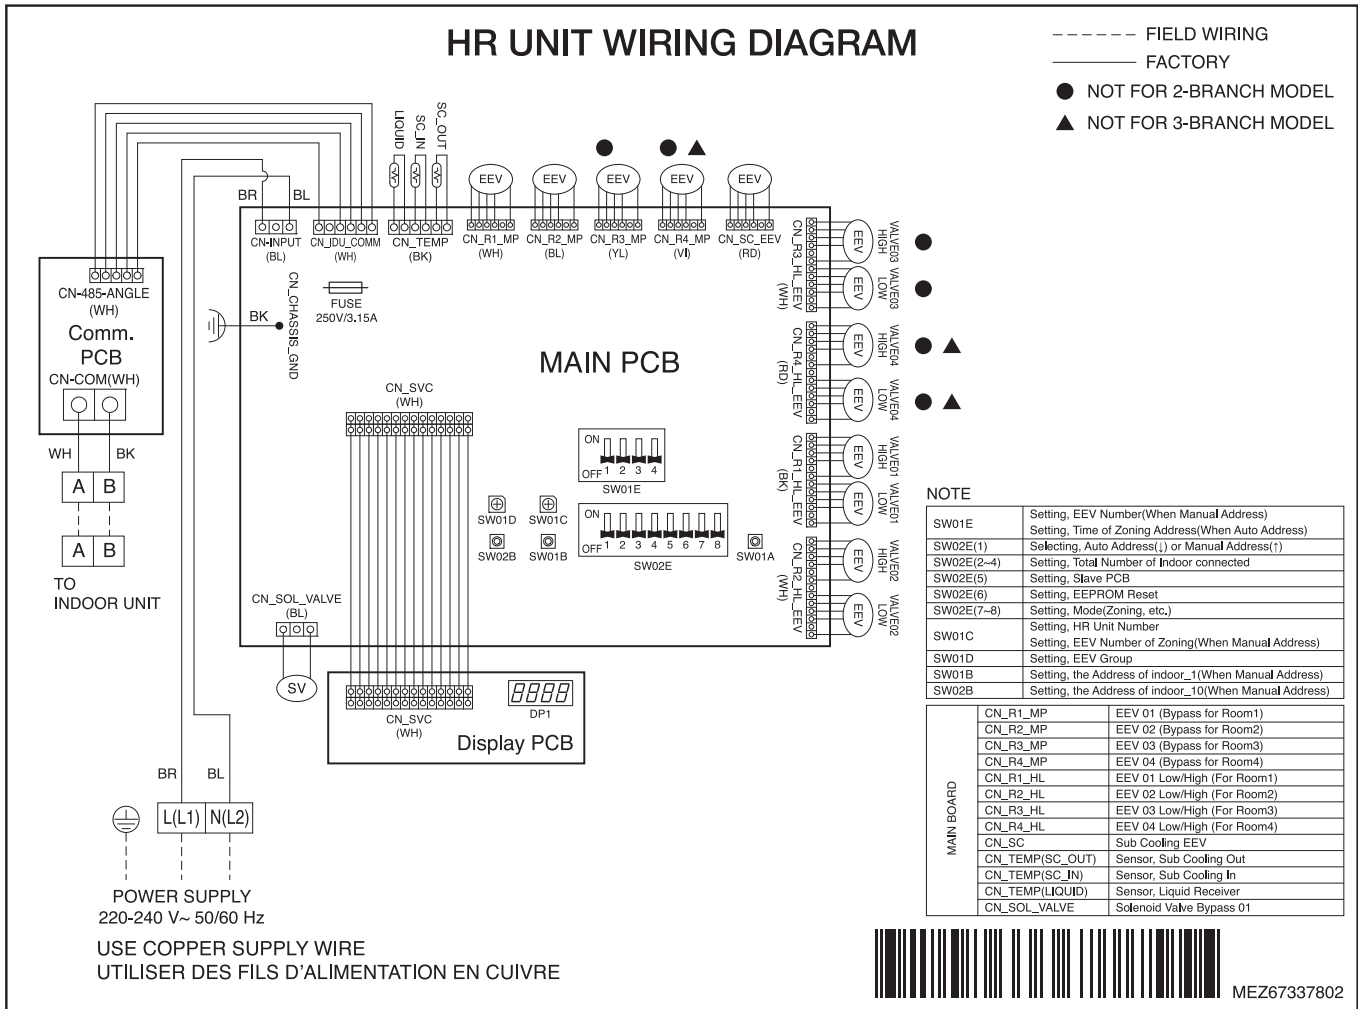 HR UNIT WIRING DIAGRAM
FIELD WIRING
FACTORY
● NOT FOR 2-BRANCH MODEL
▲ NOT FOR 3-BRANCH MODEL
LIQUID
SC_IN
SC_OUT
BR
BL
EEV
EEV
EEV
EEV
EEV
CN-INPUT
(BL)
CN_IDU_COMM
(WH)
CN_TEMP
(BK)
CN_R1_MP
(WH)
CN_R2_MP
(BL)
CN_R3_MP
(YL)
CN_R4_MP
(VI)
CN_SC_EEV
(RD)
CN-485-ANGLE
(WH)
Comm.
PCB
CN-COM(WH)
WH
BK
A B
A B
TO
INDOOR UNIT
BK
CN_CHASSIS_GND
FUSE
250V/3.15A
MAIN PCB
CN_SVC
(WH)
ON
OFF
1 2 3 4
SW01E
ON
OFF
1 2 3 4 5 6 7 8
SW02E
SW01D
SW01C
SW02B
SW01B
SW01A
CN_R3_HL_EEV
(WH)
CN_R4_HL_EEV
(RD)
CN_R1_HL_EEV
(BK)
CN_R2_HL_EEV
(WH)
EEV
VALVE03
HIGH
EEV
VALVE03
LOW
EEV
VALVE04
HIGH
EEV
VALVE04
LOW
EEV
VALVE01
HIGH
EEV
VALVE01
LOW
EEV
VALVE02
HIGH
EEV
VALVE02
LOW
CN_SOL_VALVE
(BL)
SV
CN_SVC
(WH)
8888
DP1
Display PCB
BR
BL
L(L1) N(L2)
POWER SUPPLY
220-240 V~ 50/60 Hz
USE COPPER SUPPLY WIRE
UTILISER DES FILS D'ALIMENTATION EN CUIVRE
NOTE
SW01E Setting, EEV Number(When Manual Address)
Setting, Time of Zoning Address(When Auto Address)
SW02E(1) Selecting, Auto Address(↓) or Manual Address(↑)
SW02E(2~4) Setting, Total Number of Indoor connected
SW02E(5) Setting, Slave PCB
SW02E(6) Setting, EEPROM Reset
SW02E(7~8) Setting, Mode(Zoning, etc.)
SW01C Setting, HR Unit Number
Setting, EEV Number of Zoning(When Manual Address)
SW01D Setting, EEV Group
SW01B Setting, the Address of indoor_1(When Manual Address)
SW02B Setting, the Address of indoor_10(When Manual Address)
MAIN BOARD
CN_R1_MP EEV 01 (Bypass for Room1)
CN_R2_MP EEV 02 (Bypass for Room2)
CN_R3_MP EEV 03 (Bypass for Room3)
CN_R4_MP EEV 04 (Bypass for Room4)
CN_R1_HL EEV 01 Low/High (For Room1)
CN_R2_HL EEV 02 Low/High (For Room2)
CN_R3_HL EEV 03 Low/High (For Room3)
CN_R4_HL EEV 04 Low/High (For Room4)
CN_SC Sub Cooling EEV
CN_TEMP(SC_OUT) Sensor, Sub Cooling Out
CN_TEMP(SC_IN) Sensor, Sub Cooling In
CN_TEMP(LIQUID) Sensor, Liquid Receiver
CN_SOL_VALVE Solenoid Valve Bypass 01
MEZ67337802